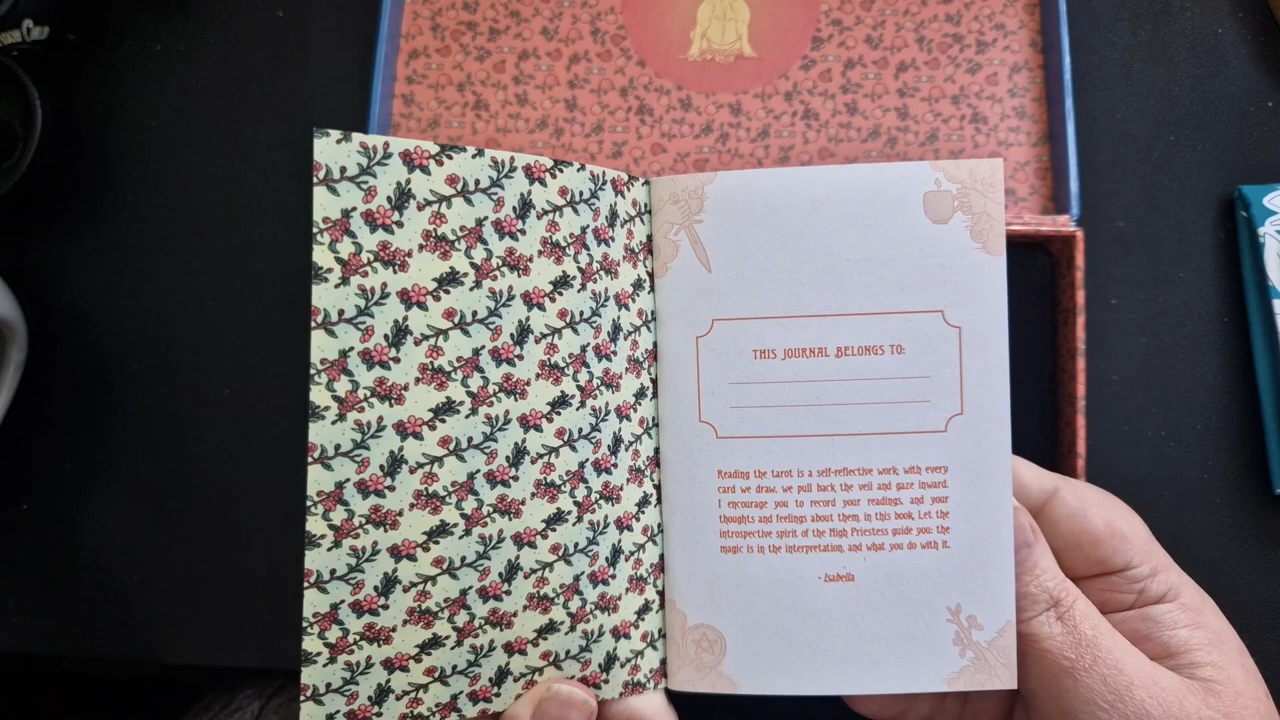 THIS JOURNAL BELONGS TO:
Reading the tarot is a self-reflective work; with every
card we draw, we pull back the veil and gaze inward.
I encourage you to record your readings, and your
thoughts and feelings about them, in this book. Let the
introspective spirit of the High Priestess guide you: the
magic is in the interpretation, and what you do with it.
- Isabella